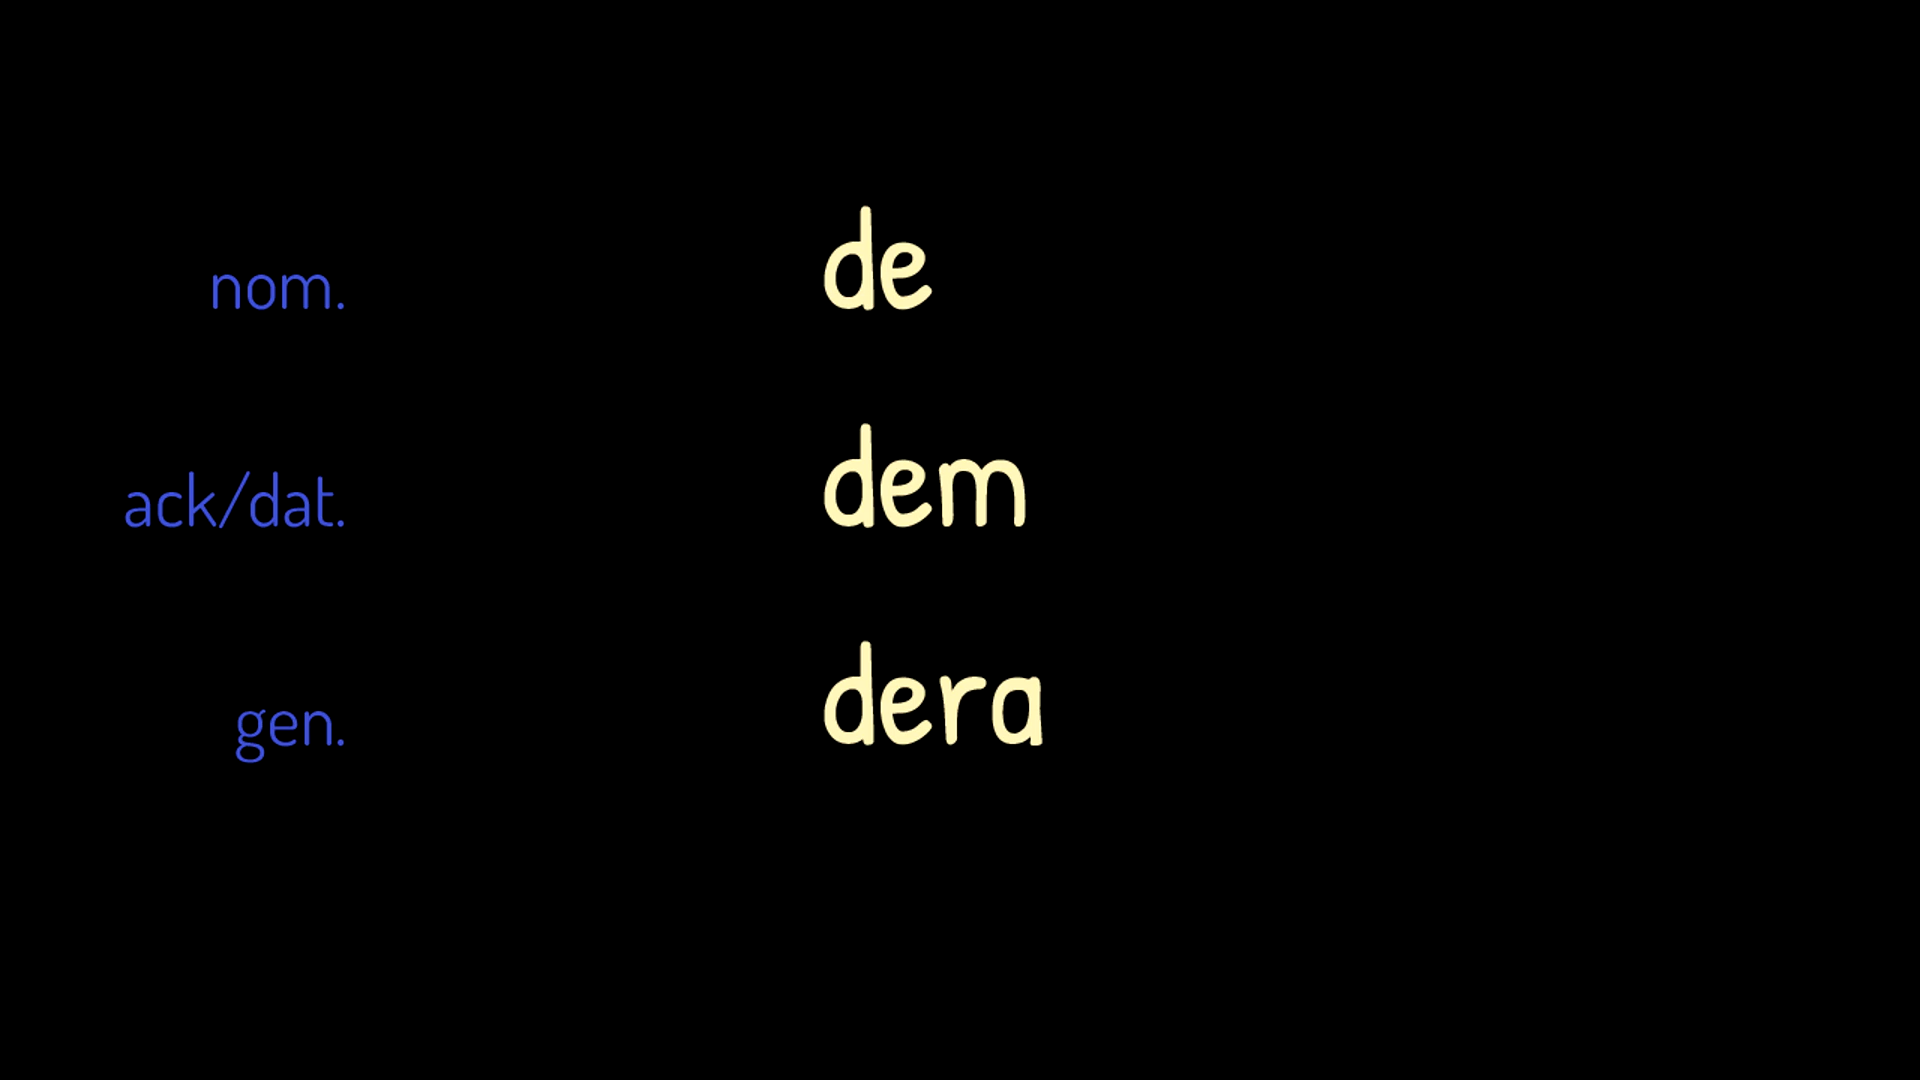 nom. de
ack/dat. dem
gen. dera